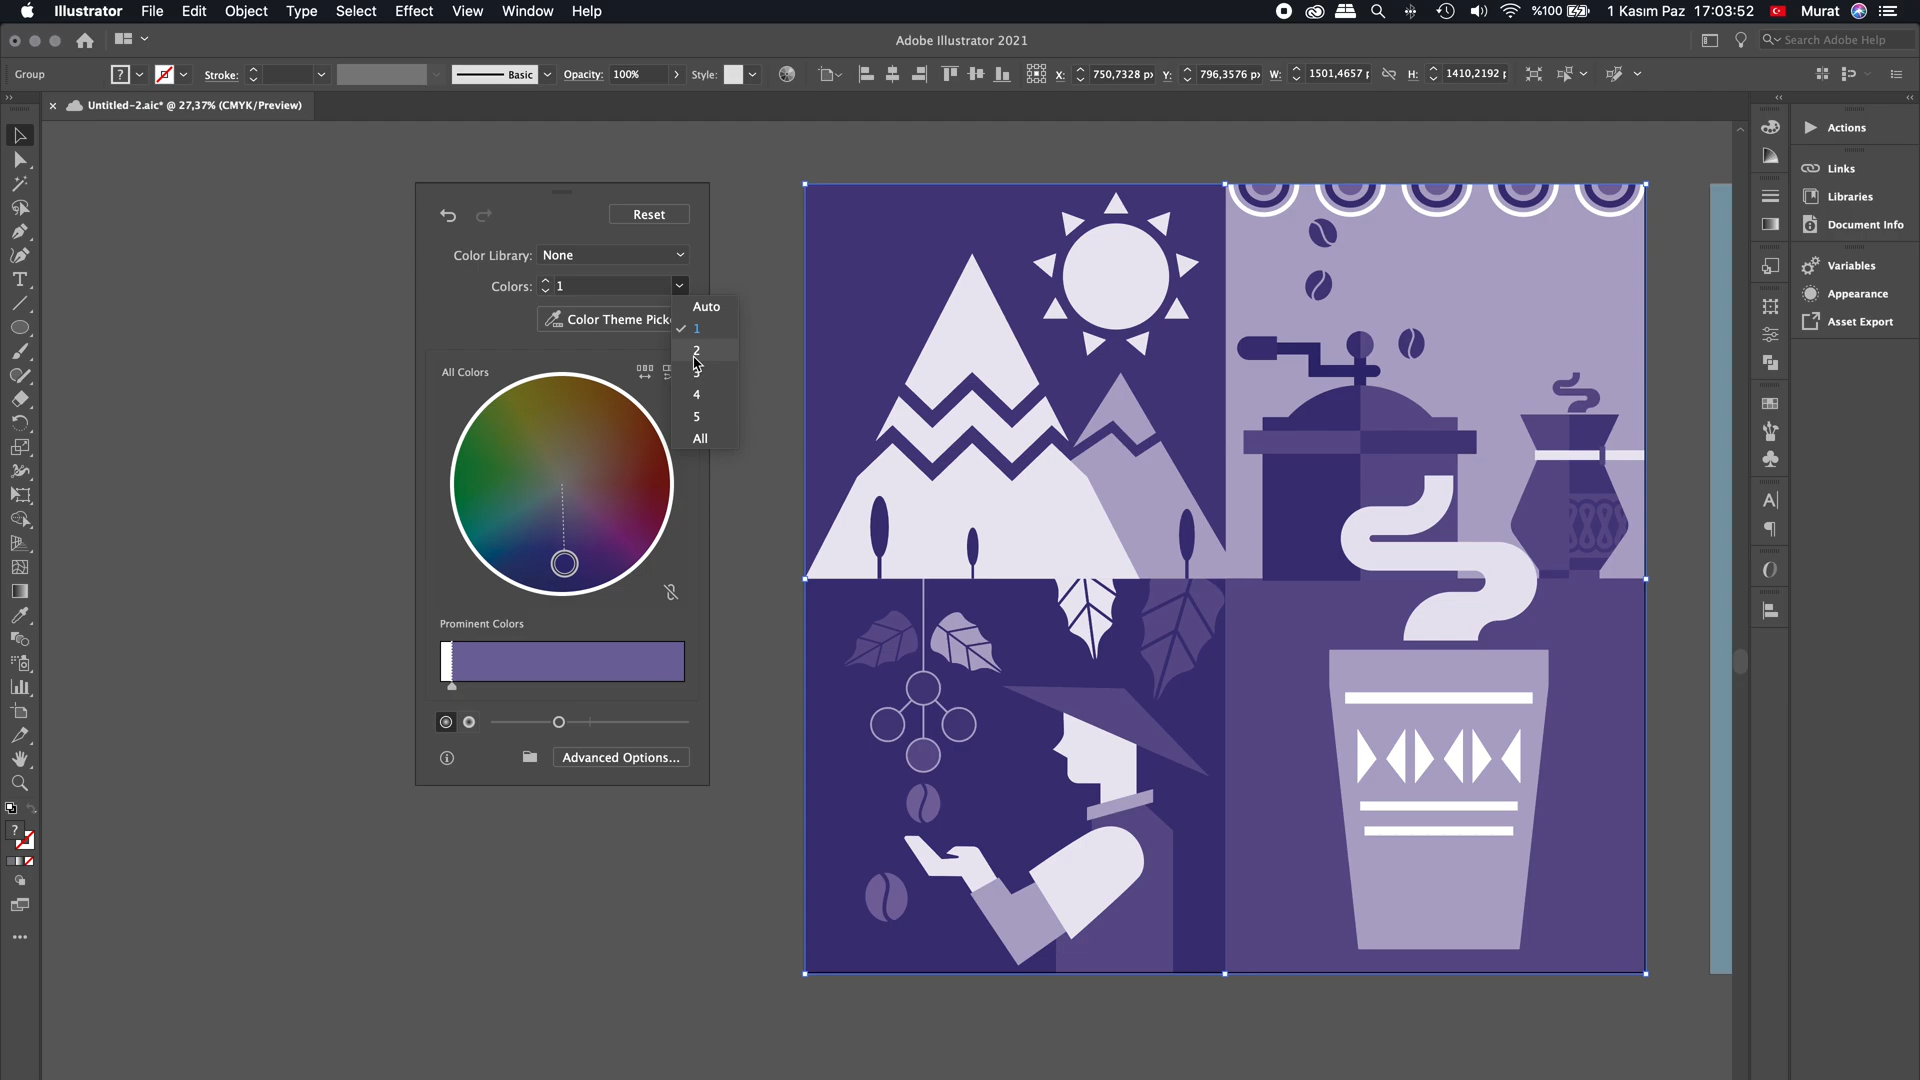 Illustrator File Edit Object Type Select Effect View Window Help
%100 1 Kasım Paz 17:03:52 Murat
Adobe Illustrator 2021
Search Adobe Help
Group ? Stroke: Basic Opacity: 100% Style: X: 750,7328 px Y: 796,3576 px W: 1501,4657 p H: 1410,2192 p
Untitled-2.aic* @ 27,37% (CMYK/Preview)
Actions
Links
Libraries
Document Info
Variables
Appearance
Asset Export
Reset
Color Library: None
Colors: 1
Color Theme Picke
Auto
1
2
3
4
5
All
All Colors
Prominent Colors
Advanced Options...